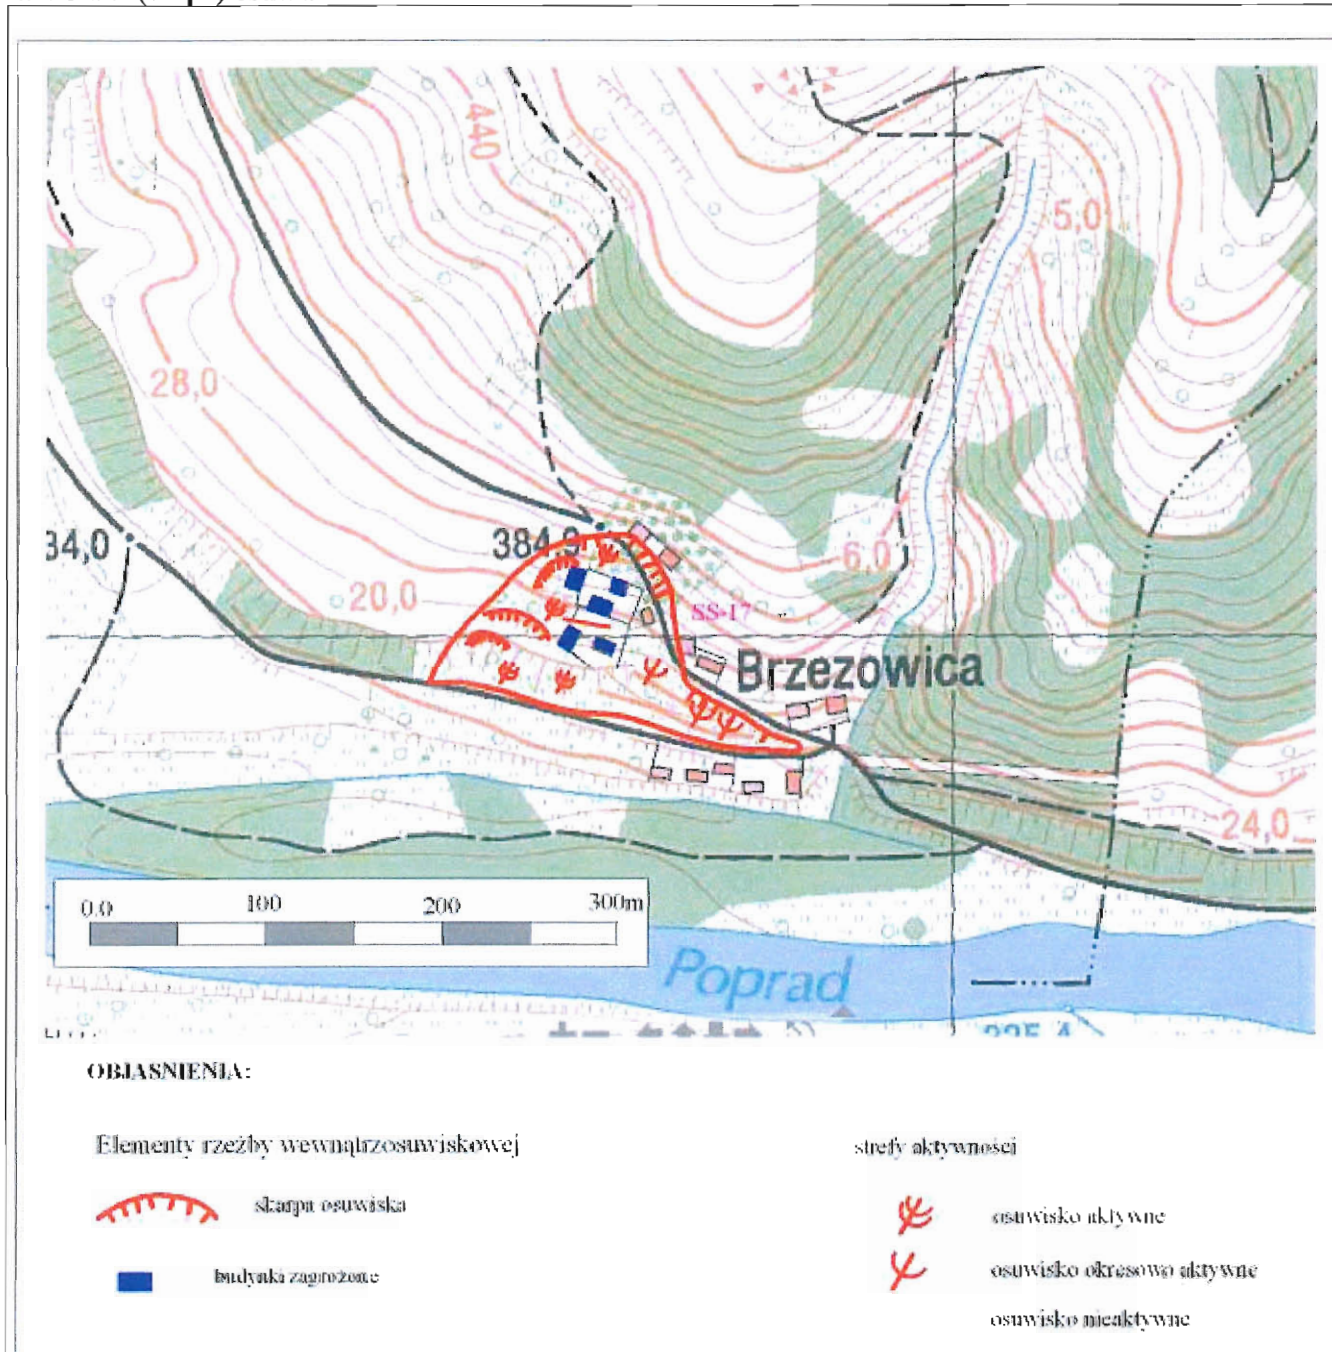 440
5,0
28,0
34,0
384,9
6,0
20,0
SS-17
Brzezowica
24,0
0.0 100 200 300m
Poprad
OBJAŚNIENIA:
Elementy rzeźby wewnątrzosuwiskowej
strefy aktywności
skarpa osuwiska
osuwisko aktywne
budynki zagrożone
osuwisko okresowo aktywne
osuwisko nieaktywne